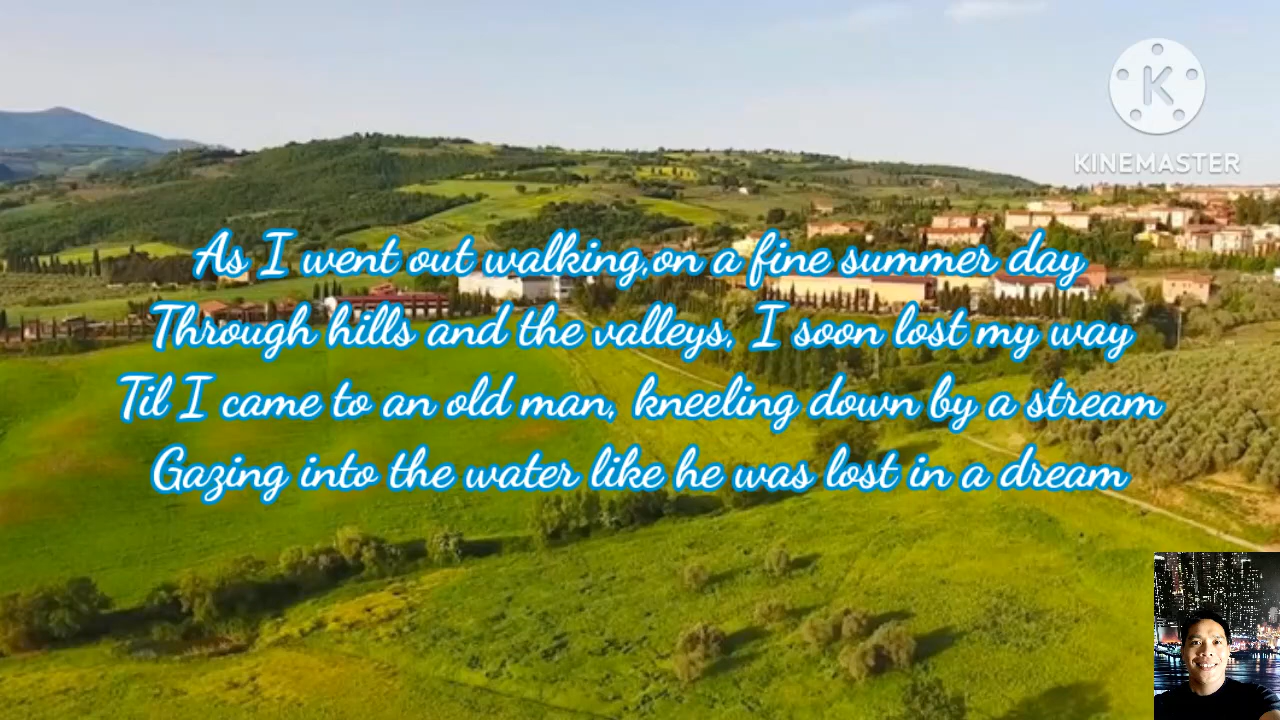 KINEMASTER
As I went out walking,on a fine summer day
Through hills and the valleys, I soon lost my way
Til I came to an old man, kneeling down by a stream
Gazing into the water like he was lost in a dream